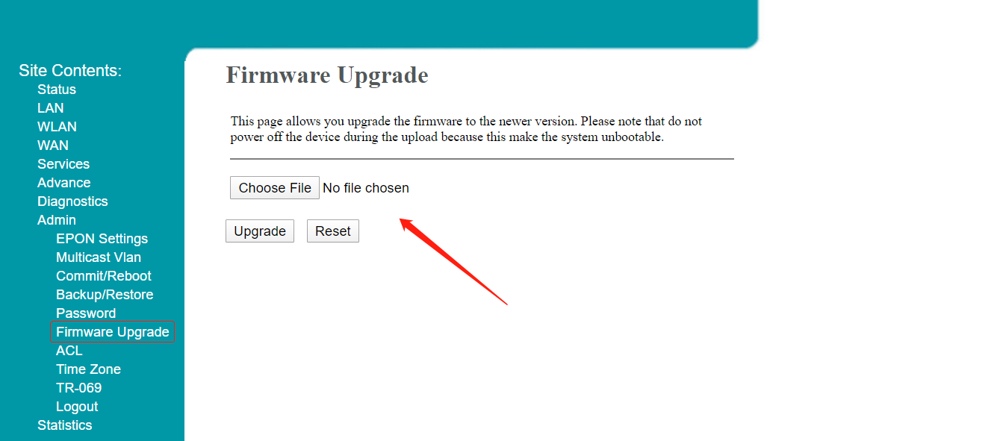 Site Contents:
Status
LAN
WLAN
WAN
Services
Advance
Diagnostics
Admin
EPON Settings
Multicast Vlan
Commit/Reboot
Backup/Restore
Password
Firmware Upgrade
ACL
Time Zone
TR-069
Logout
Statistics
Firmware Upgrade
This page allows you upgrade the firmware to the newer version. Please note that do not
power off the device during the upload because this make the system unbootable.
Choose File No file chosen
Upgrade Reset